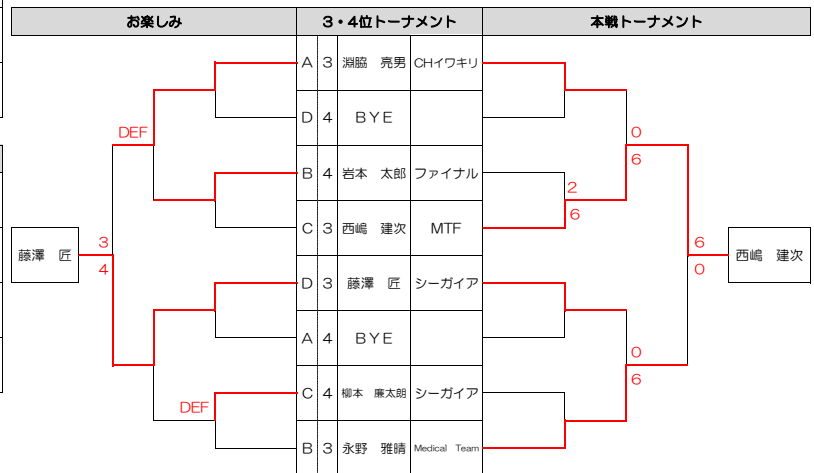 お楽しみ 3・4位トーナメント 本戦トーナメント
A 3 淵脇 亮男 CHイワキリ
D 4 BYE
DEF 0
6
B 4 岩本 太郎 ファイナル
2
6
C 3 西嶋 建次 MTF
藤澤 匠 3 6 西嶋 建次
4 0
D 3 藤澤 匠 シーガイア
A 4 BYE
0
6
C 4 柳本 廉太朗 シーガイア
DEF
B 3 永野 雅晴 Medical Team